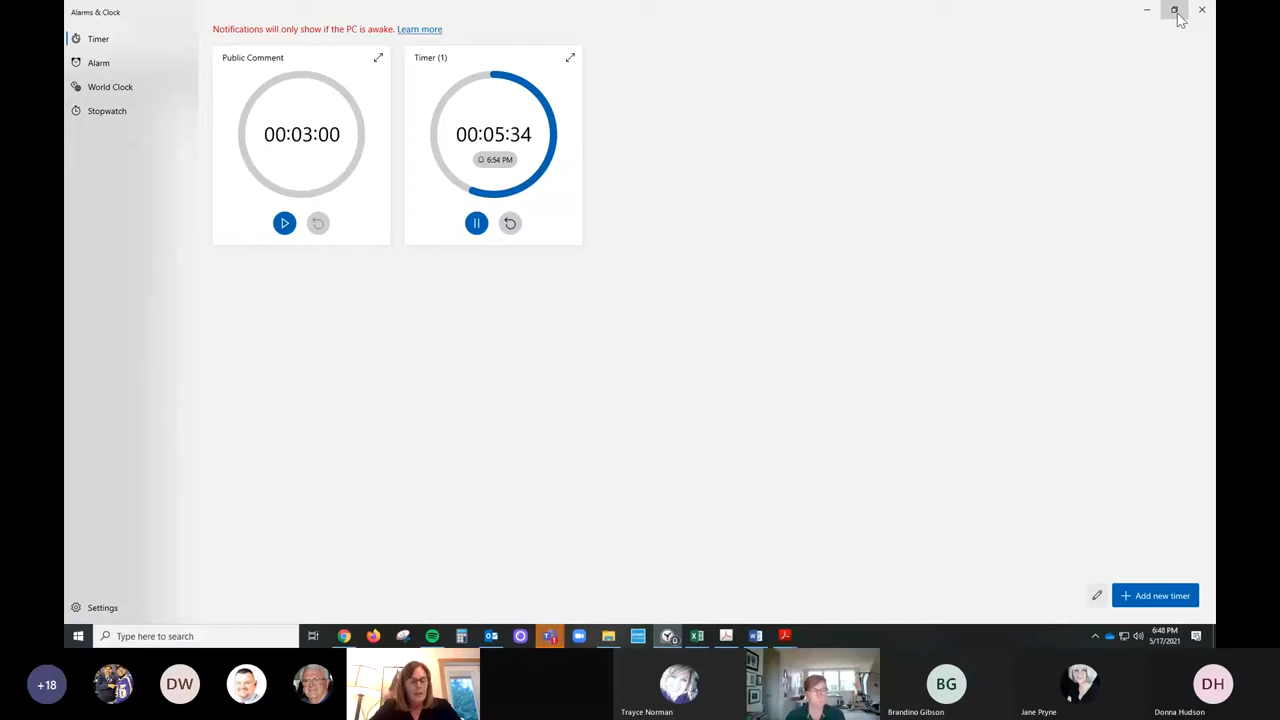 Alarms & Clock
Notifications will only show if the PC is awake. Learn more
Timer
Alarm
World Clock
Stopwatch
Public Comment
00:03:00
Timer (1)
00:05:34
6:54 PM
Settings
Add new timer
Type here to search
6:48 PM
5/17/2021
+18
DW
Trayce Norman
BG
Brandino Gibson
Jane Pryne
DH
Donna Hudson